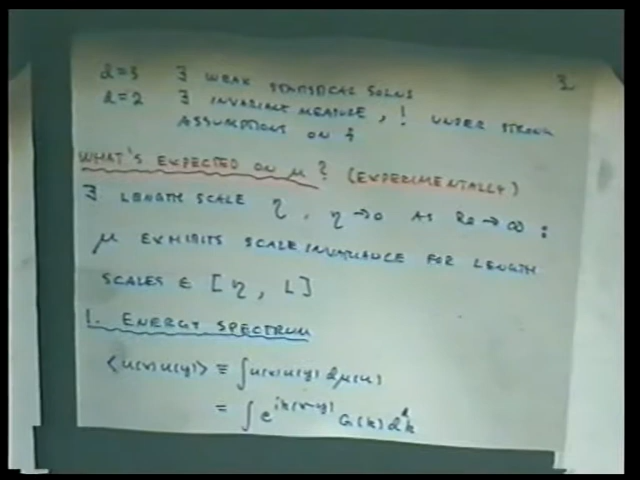 2
d=3 ∃ WEAK STATISTICAL SOLNS
d=2 ∃ INVARIANT MEASURE, ! UNDER STRONG
ASSUMPTIONS ON f
WHAT'S EXPECTED ON μ? (EXPERIMENTALLY)
∃ LENGTH SCALE η, η→0 AS Re→∞ :
μ EXHIBITS SCALE INVARIANCE FOR LENGTH
SCALES ∈ [η, L]
1. ENERGY SPECTRUM
<u(x)u(y)> ≡ ∫u(x)u(y) dμ(u)
= ∫ e^{ik(x-y)} G(k) d^d k